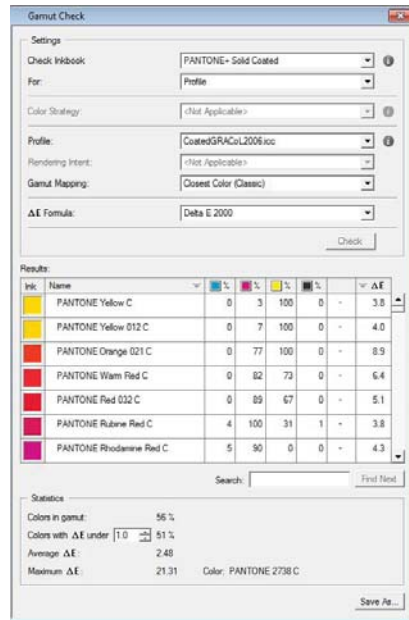 Gamut Check
Settings
Check Inkbook PANTONE+ Solid Coated
For: Profile
Color Strategy: <Not Applicable>
Profile: CoatedGRACoL2006.icc
Rendering Intent: <Not Applicable>
Gamut Mapping: Closest Color (Classic)
ΔE Formula: Delta E 2000
Check
Results:
Ink Name % % % % ΔE
PANTONE Yellow C 0 3 100 0 - 3.8
PANTONE Yellow 012 C 0 7 100 0 - 4.0
PANTONE Orange 021 C 0 77 100 0 - 8.9
PANTONE Warm Red C 0 82 73 0 - 6.4
PANTONE Red 032 C 0 89 67 0 - 5.1
PANTONE Rubine Red C 4 100 31 1 - 3.8
PANTONE Rhodamine Red C 5 90 0 0 - 4.3
Search: Find Next
Statistics
Colors in gamut: 56 %
Colors with ΔE under 1.0 51 %
Average ΔE: 2.48
Maximum ΔE: 21.31 Color: PANTONE 2738 C
Save As...